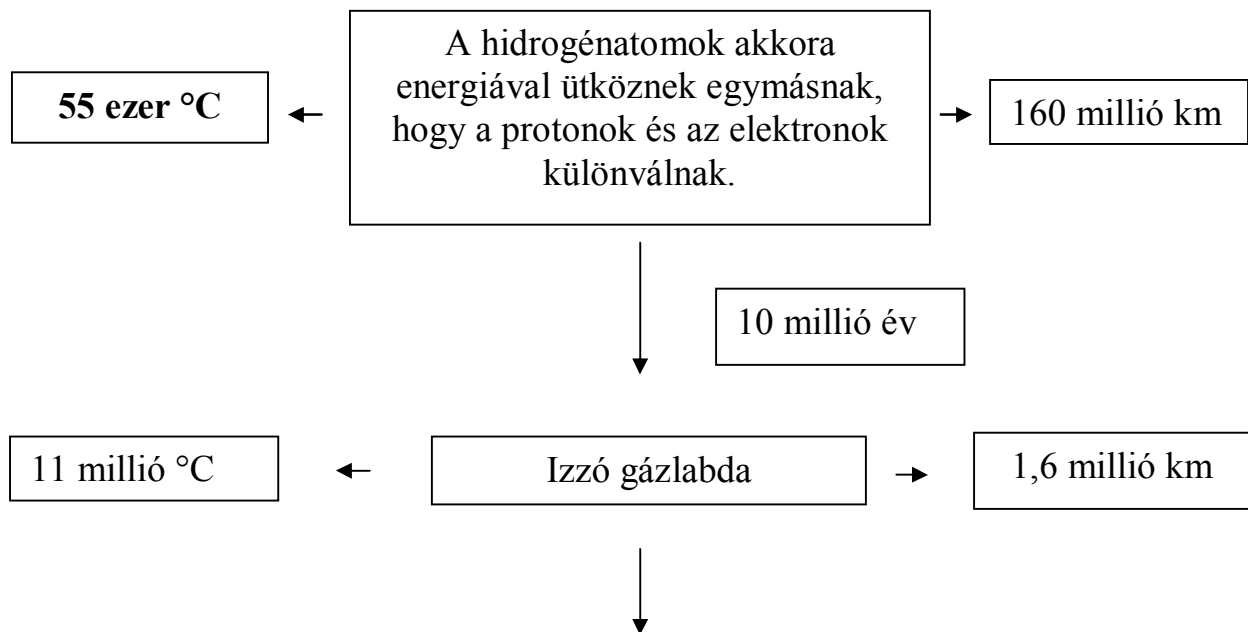 55 ezer °C
A hidrogénatomok akkora
energiával ütköznek egymásnak,
hogy a protonok és az elektronok
különválnak.
160 millió km
10 millió év
11 millió °C
Izzó gázlabda
1,6 millió km